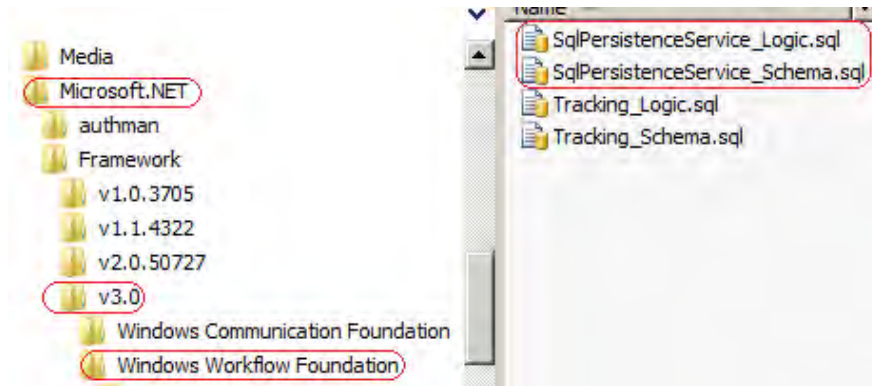 Media
Microsoft.NET
authman
Framework
v1.0.3705
v1.1.4322
v2.0.50727
v3.0
Windows Communication Foundation
Windows Workflow Foundation
Name
SqlPersistenceService_Logic.sql
SqlPersistenceService_Schema.sql
Tracking_Logic.sql
Tracking_Schema.sql